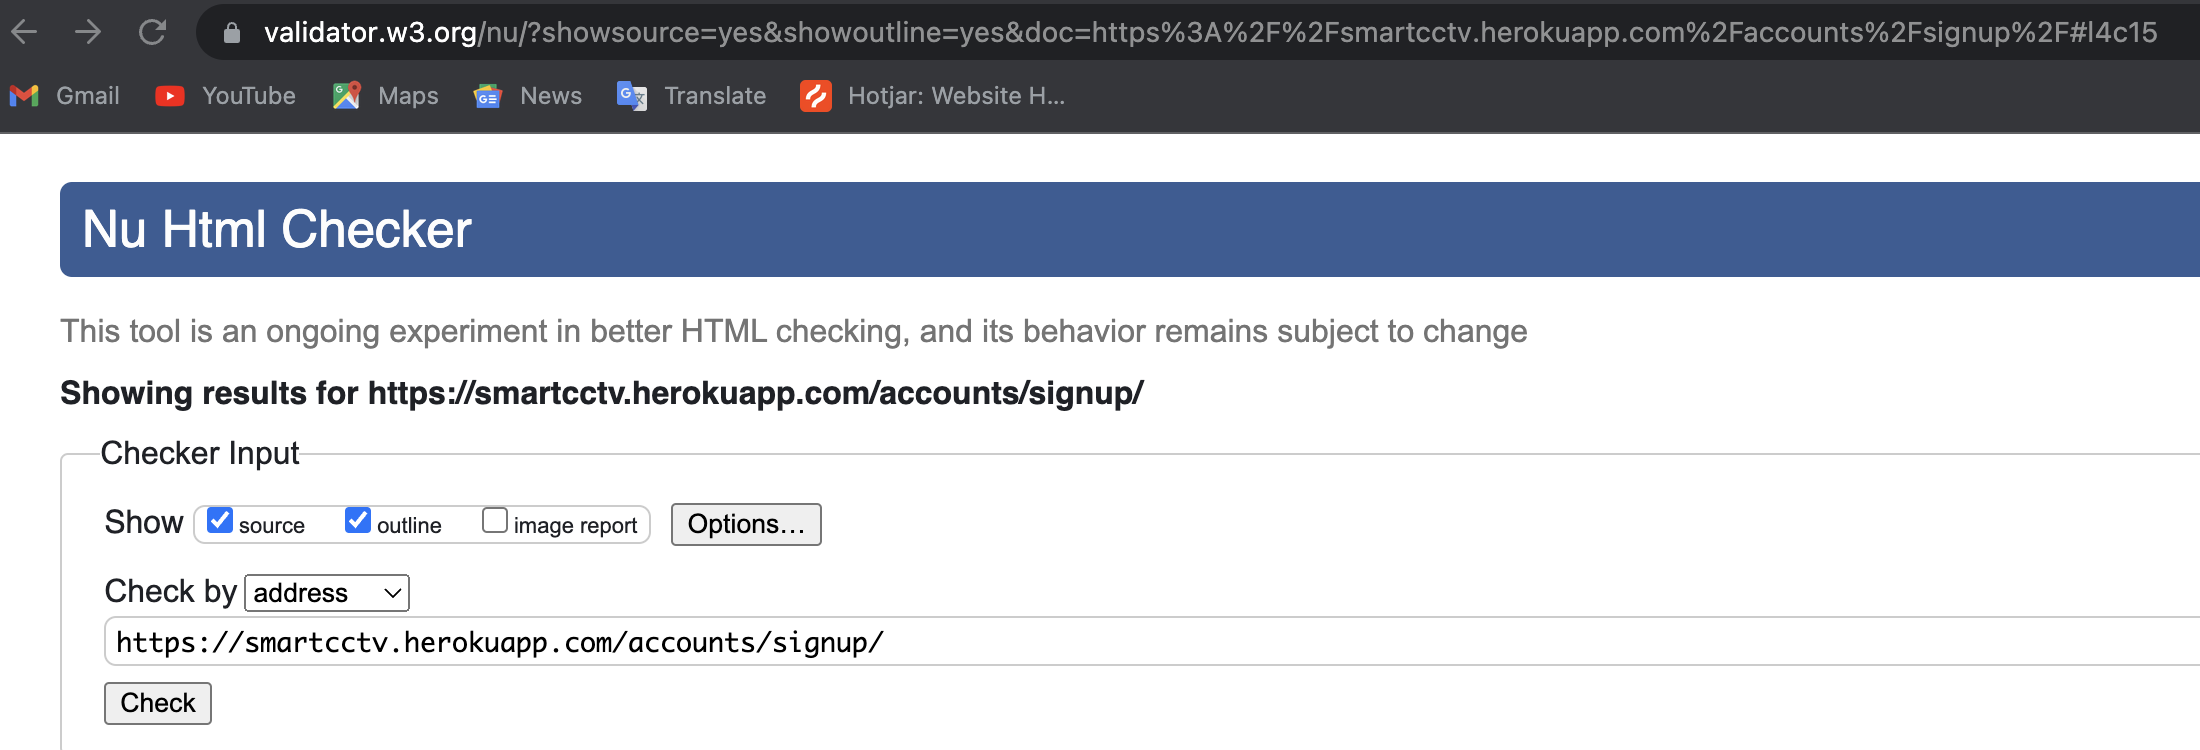 validator.w3.org/nu/?showsource=yes&showoutline=yes&doc=https%3A%2F%2Fsmartcctv.herokuapp.com%2Faccounts%2Fsignup%2F#l4c15
Gmail YouTube Maps News Translate Hotjar: Website H...
Nu Html Checker
This tool is an ongoing experiment in better HTML checking, and its behavior remains subject to change
Showing results for https://smartcctv.herokuapp.com/accounts/signup/
Checker Input
Show source outline image report Options...
Check by address
https://smartcctv.herokuapp.com/accounts/signup/
Check